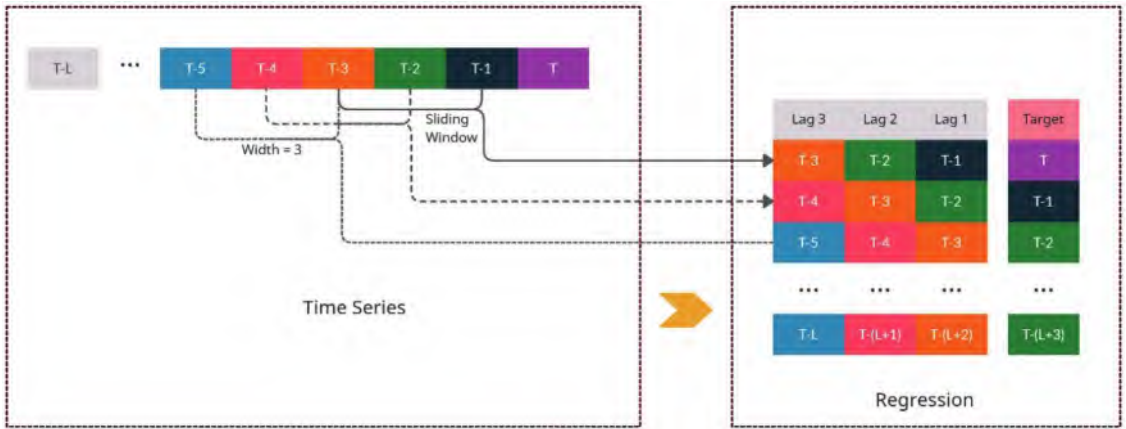 T-L ... T-5 T-4 T-3 T-2 T-1 T
Sliding
Window
Width = 3
Time Series
Lag 3 Lag 2 Lag 1 Target
T-3 T-2 T-1 T
T-4 T-3 T-2 T-1
T-5 T-4 T-3 T-2
... ... ... ...
T-L T-(L+1) T-(L+2) T-(L+3)
Regression